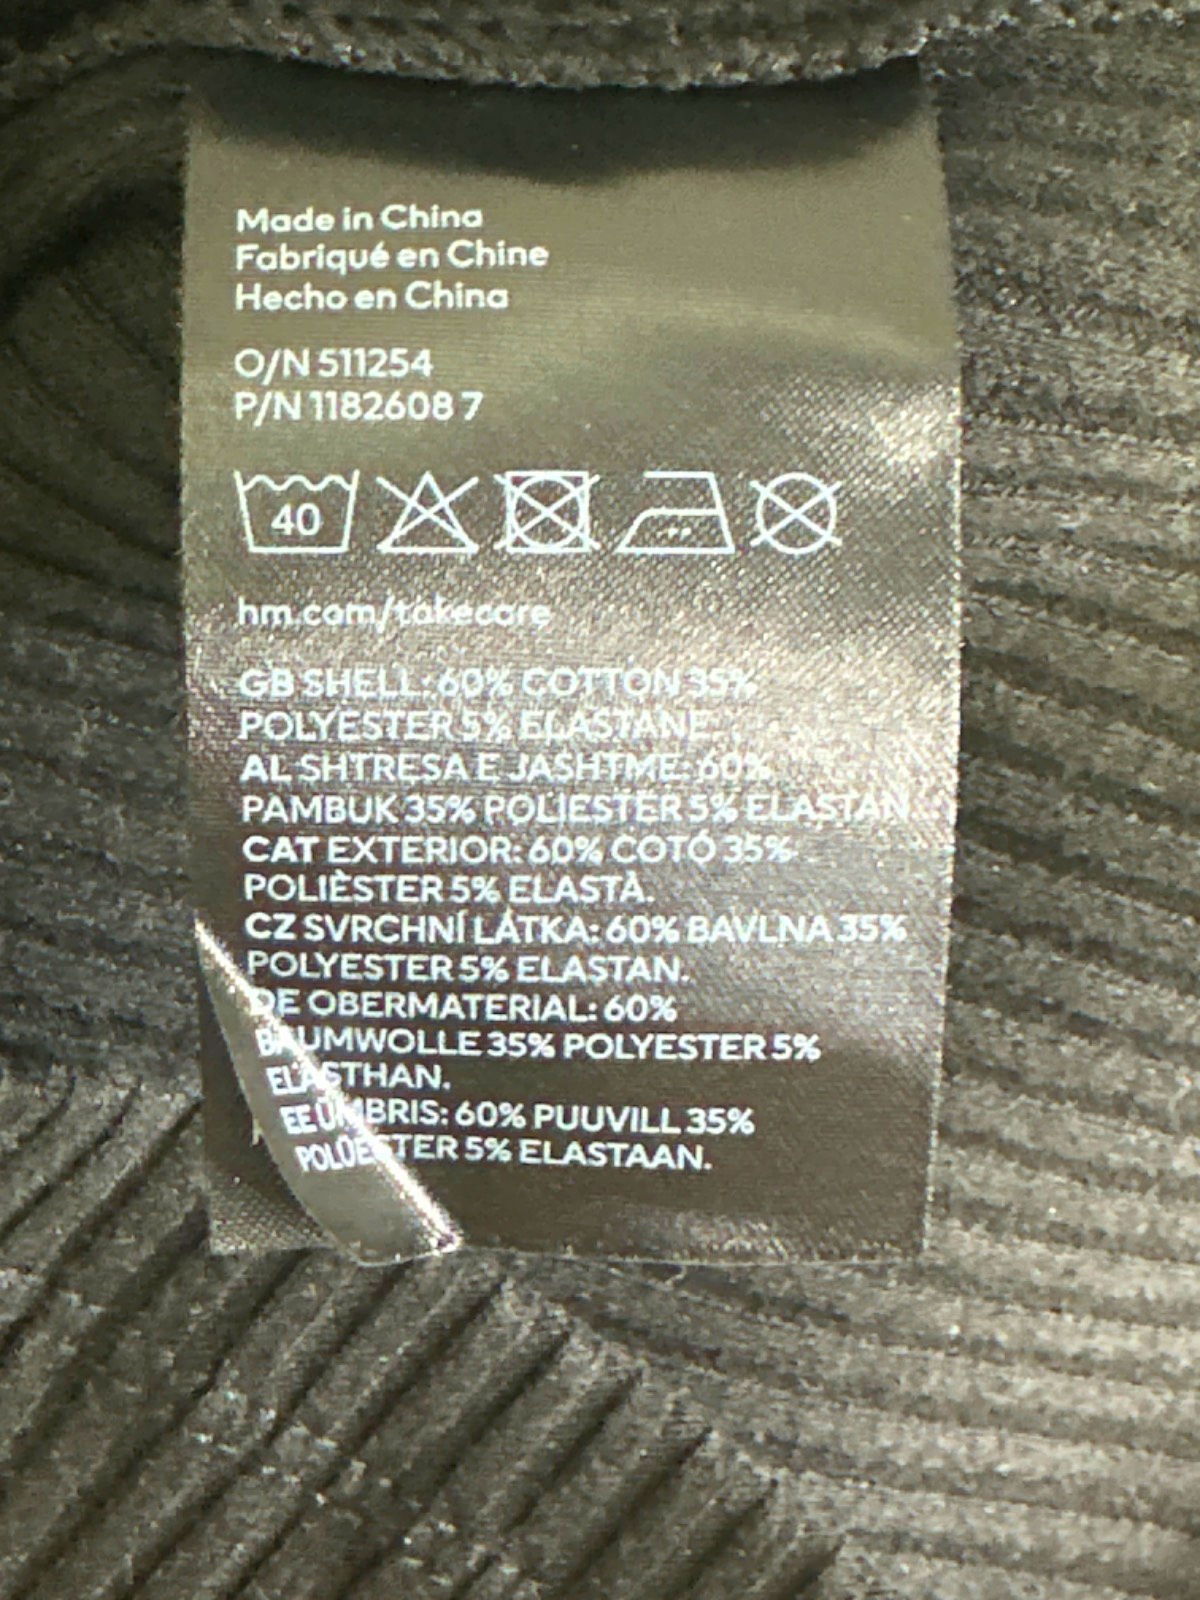 Made in China
Fabriqué en Chine
Hecho en China
O/N 511254
P/N 1182608 7
40
hm.com/takecare
GB SHELL: 60% COTTON 35%
POLYESTER 5% ELASTANE.
AL SHTRESA E JASHTME: 60%
PAMBUK 35% POLIESTER 5% ELASTAN.
CAT EXTERIOR: 60% COTÓ 35%
POLIÈSTER 5% ELASTÀ.
CZ SVRCHNÍ LÁTKA: 60% BAVLNA 35%
POLYESTER 5% ELASTAN.
DE OBERMATERIAL: 60%
BAUMWOLLE 35% POLYESTER 5%
ELASTHAN.
EE ÜMBRIS: 60% PUUVILL 35%
POLÜESTER 5% ELASTAAN.